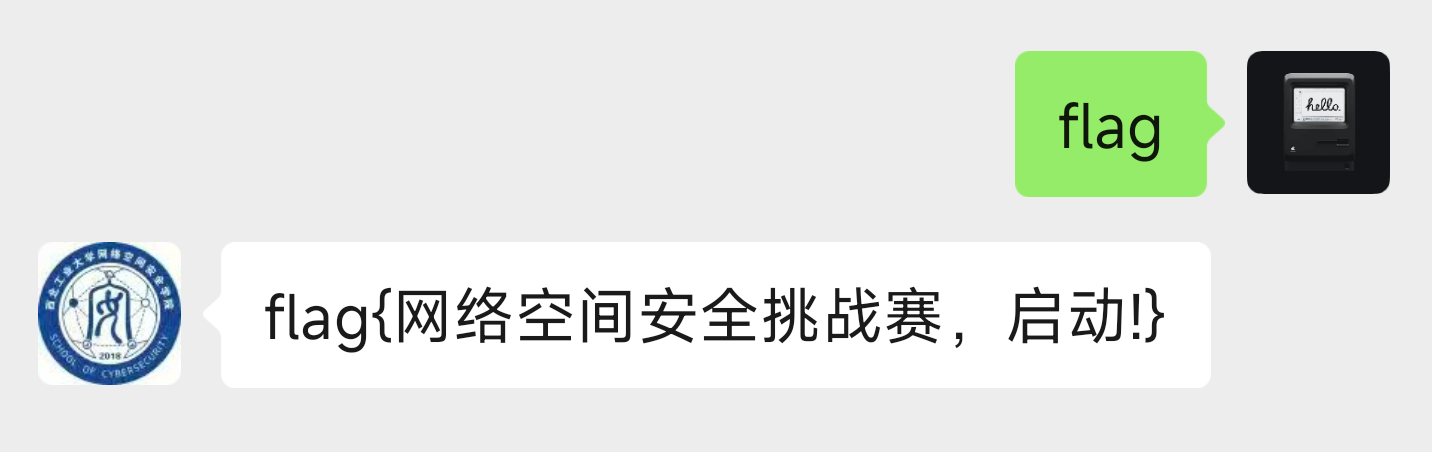 flag
hello.
flag{网络空间安全挑战赛，启动!}
西北工业大学网络空间安全学院
2018
SCHOOL OF CYBERSECURITY